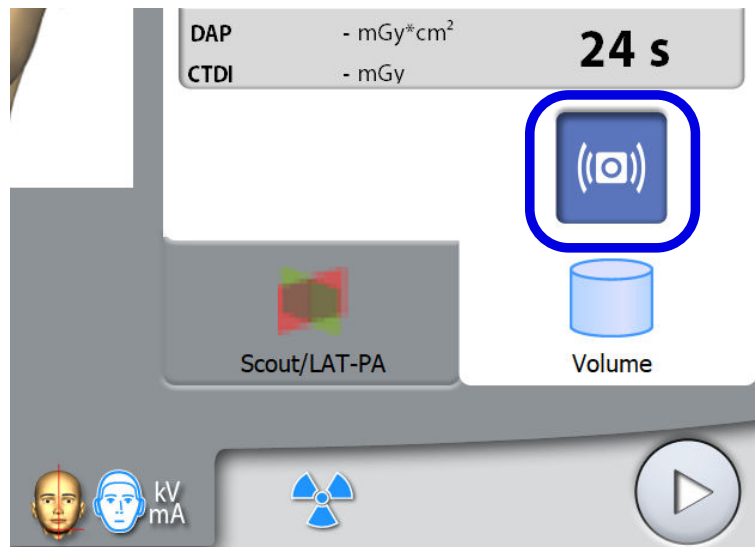 DAP - mGy*cm²
24 s
CTDI - mGy
Scout/LAT-PA
Volume
kV
mA